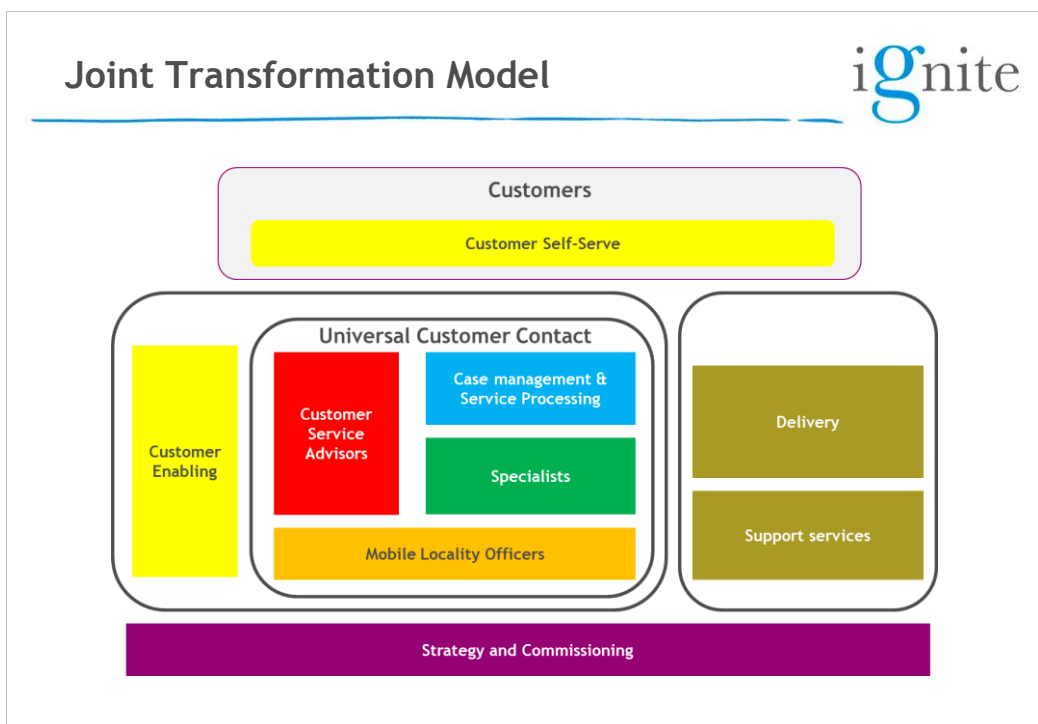 Joint Transformation Model
ignite
Customers
Customer Self-Serve
Universal Customer Contact
Customer
Enabling
Customer
Service
Advisors
Case management &
Service Processing
Specialists
Mobile Locality Officers
Delivery
Support services
Strategy and Commissioning